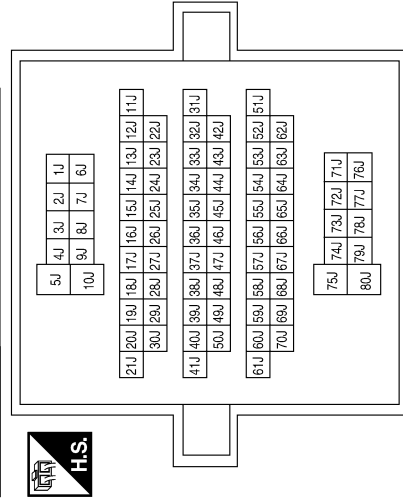 5J 4J 3J 2J 1J
10J 9J 8J 7J 6J
21J 20J 19J 18J 17J 16J 15J 14J 13J 12J 11J
30J 29J 28J 27J 26J 25J 24J 23J 22J
41J 40J 39J 38J 37J 36J 35J 34J 33J 32J 31J
50J 49J 48J 47J 46J 45J 44J 43J 42J
61J 60J 59J 58J 57J 56J 55J 54J 53J 52J 51J
70J 69J 68J 67J 66J 65J 64J 63J 62J
75J 74J 73J 72J 71J
80J 79J 78J 77J 76J
H.S.